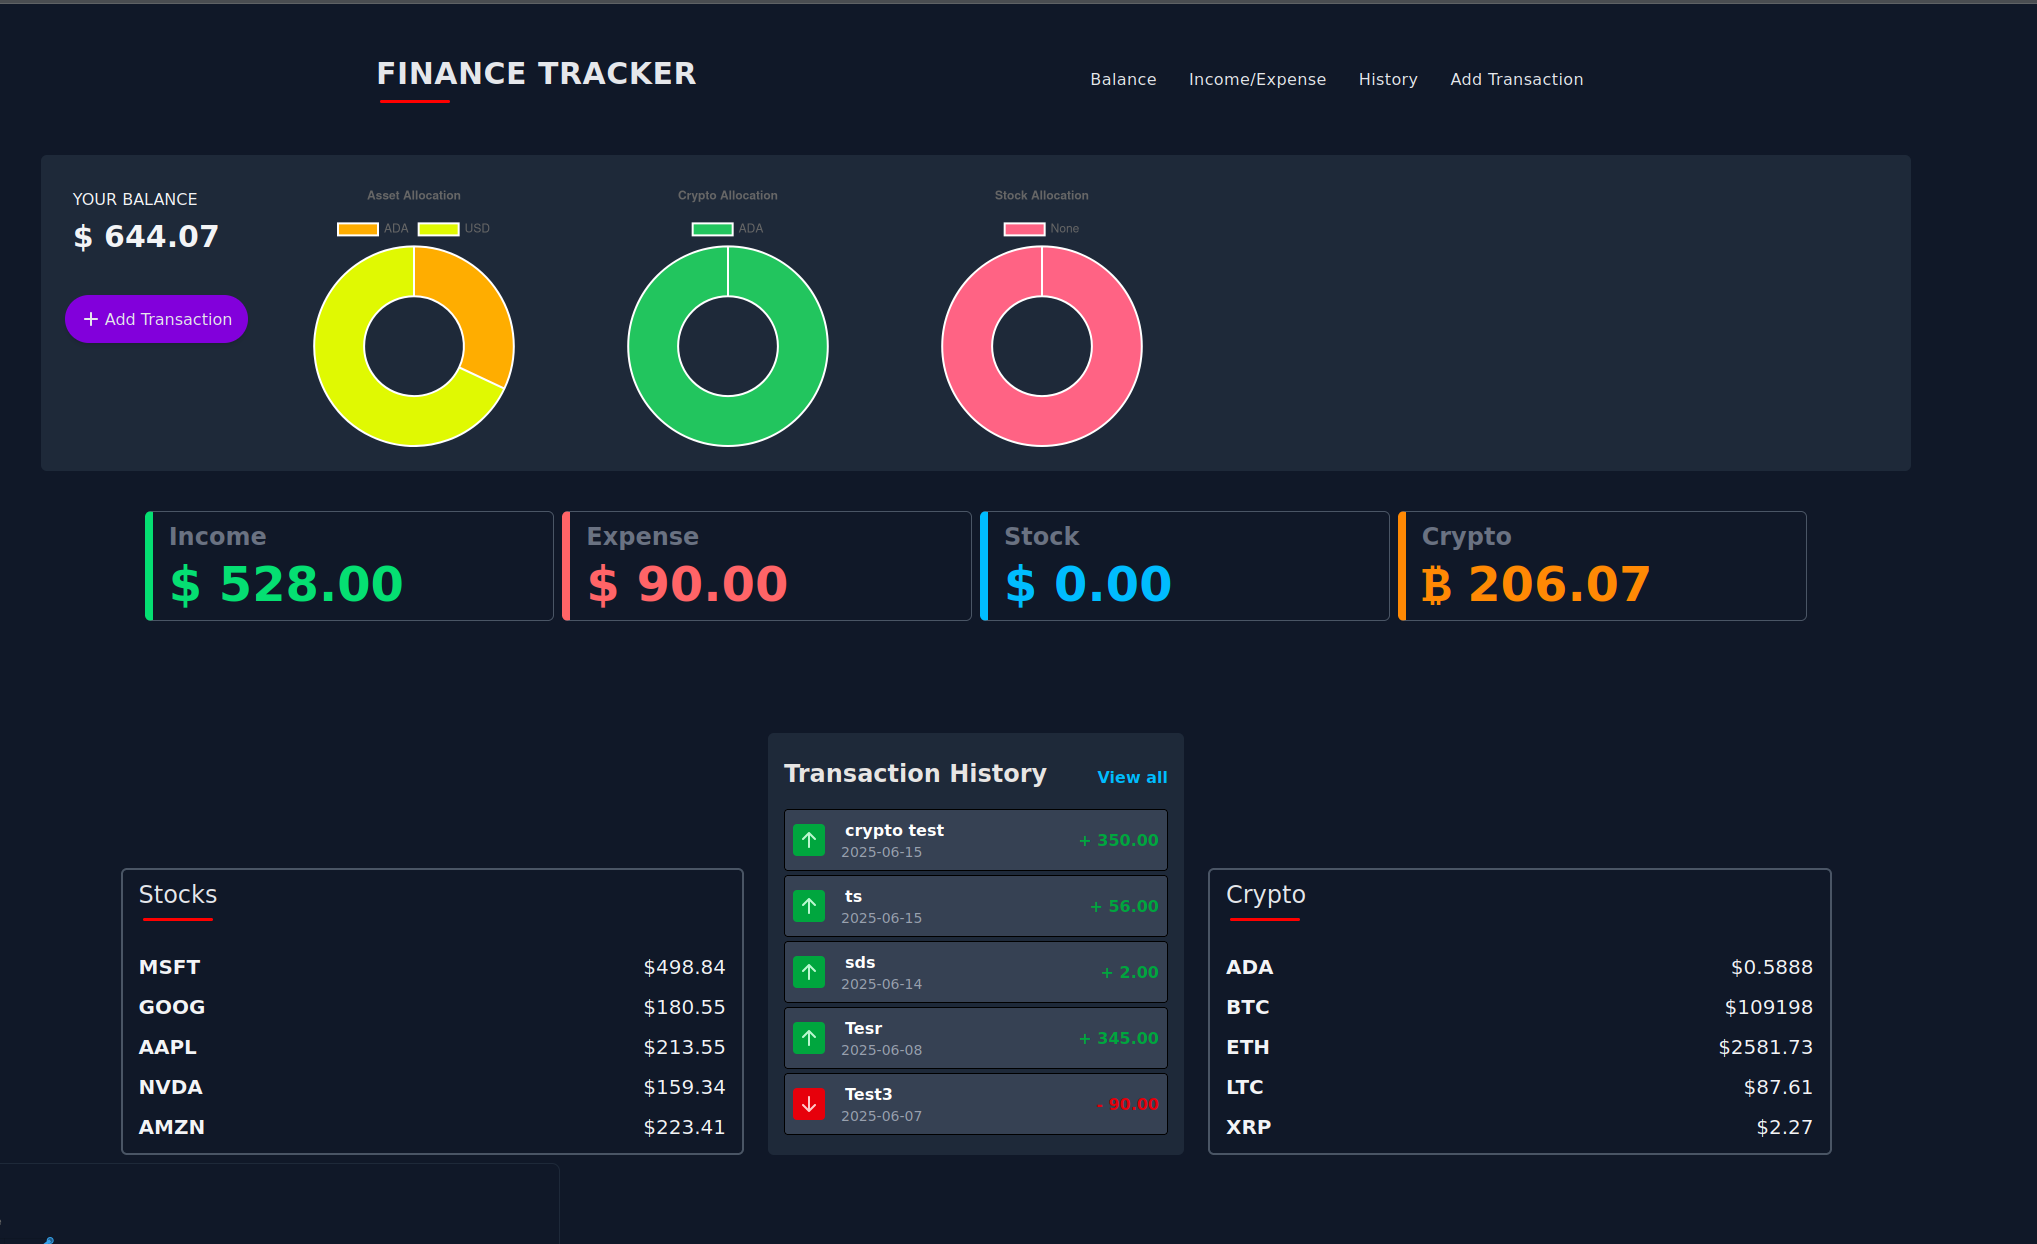 FINANCE TRACKER
Balance Income/Expense History Add Transaction
YOUR BALANCE
$ 644.07
+ Add Transaction
Asset Allocation
ADA USD
Crypto Allocation
ADA
Stock Allocation
None
Income
$ 528.00
Expense
$ 90.00
Stock
$ 0.00
Crypto
₿ 206.07
Stocks
MSFT $498.84
GOOG $180.55
AAPL $213.55
NVDA $159.34
AMZN $223.41
Transaction History View all
crypto test
2025-06-15
+ 350.00
ts
2025-06-15
+ 56.00
sds
2025-06-14
+ 2.00
Tesr
2025-06-08
+ 345.00
Test3
2025-06-07
- 90.00
Crypto
ADA $0.5888
BTC $109198
ETH $2581.73
LTC $87.61
XRP $2.27